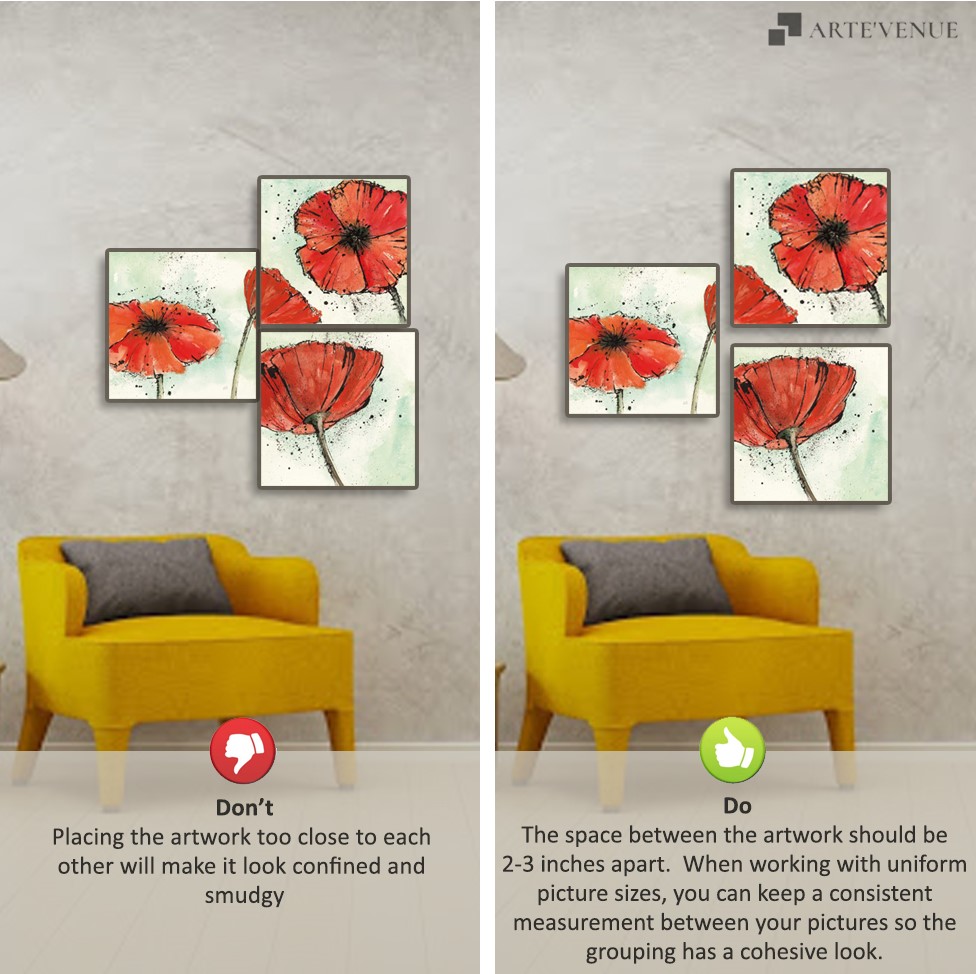 ARTE'VENUE
Don’t
Placing the artwork too close to each
other will make it look confined and
smudgy
Do
The space between the artwork should be
2-3 inches apart.  When working with uniform
picture sizes, you can keep a consistent
measurement between your pictures so the
grouping has a cohesive look.